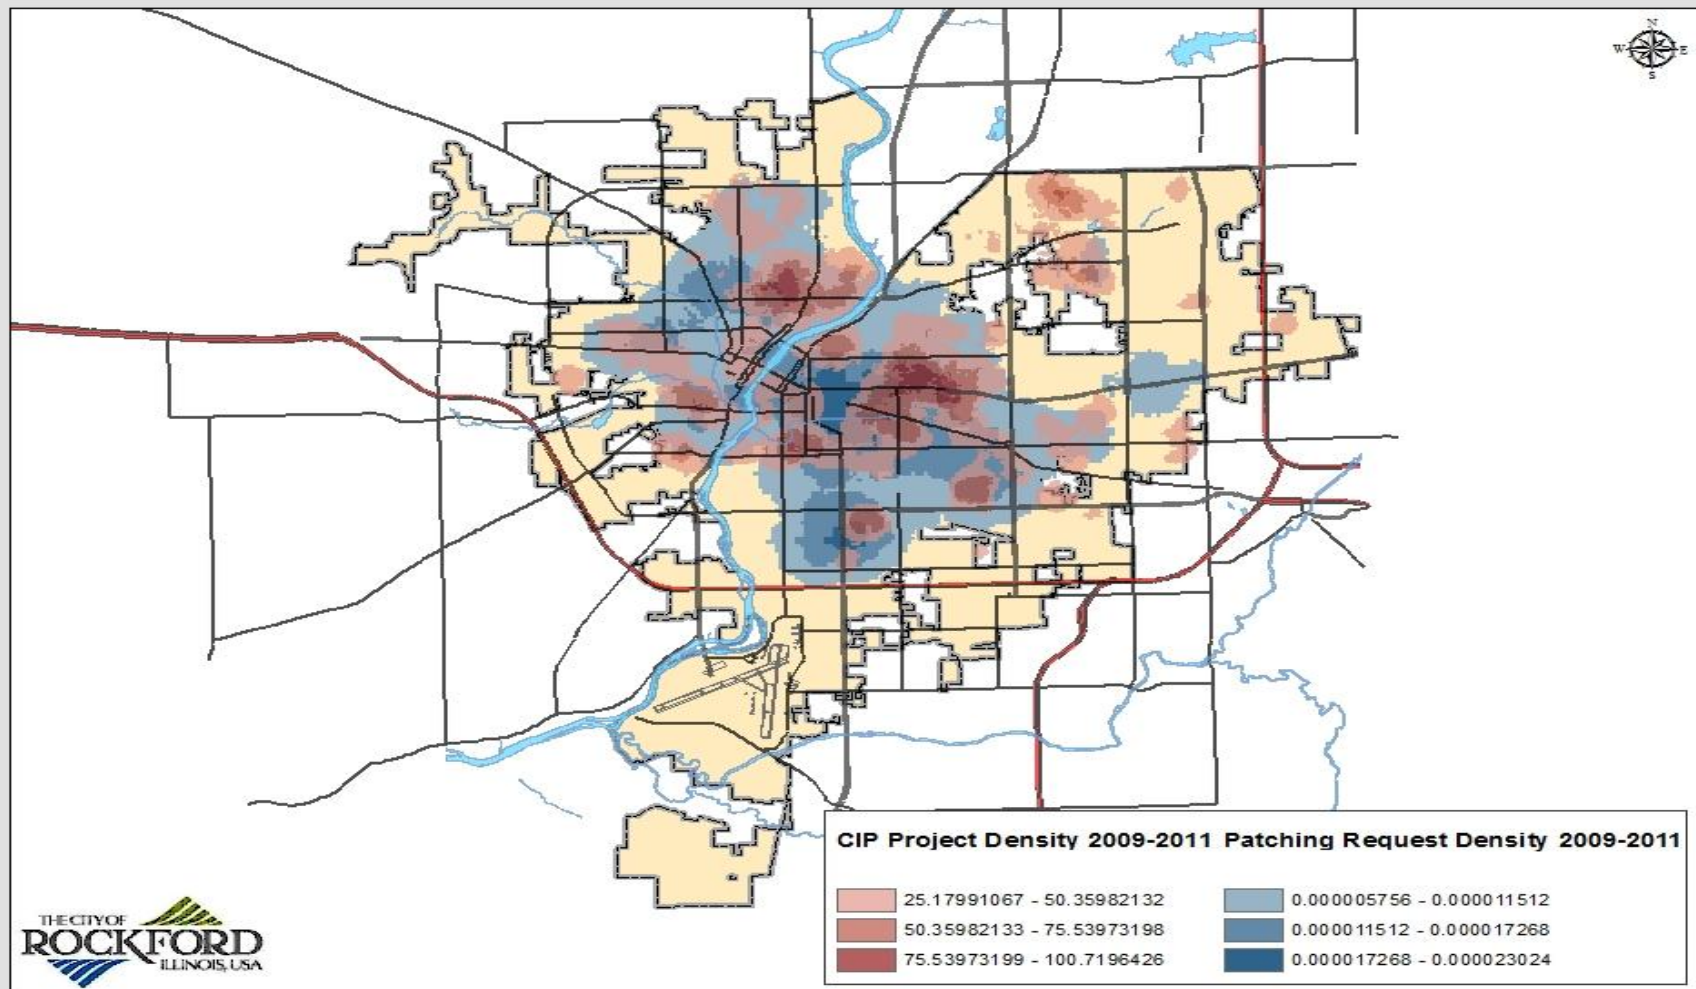 N
W E
S
CIP Project Density 2009-2011 Patching Request Density 2009-2011
25.17991067 - 50.35982132 0.000005756 - 0.000011512
50.35982133 - 75.53973198 0.000011512 - 0.000017268
75.53973199 - 100.7196426 0.000017268 - 0.000023024
THE CITY OF
ROCKFORD
ILLINOIS, USA